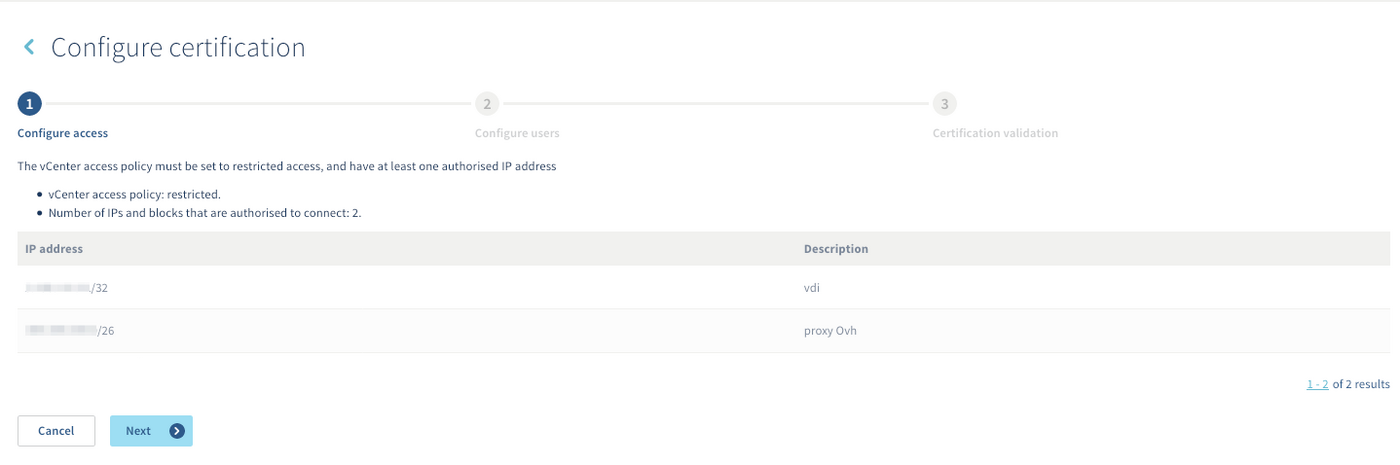 Configure certification
1
2
3
Configure access
Configure users
Certification validation
The vCenter access policy must be set to restricted access, and have at least one authorised IP address
vCenter access policy: restricted.
Number of IPs and blocks that are authorised to connect: 2.
IP address Description
/32 vdi
/26 proxy Ovh
1 - 2 of 2 results
Cancel Next